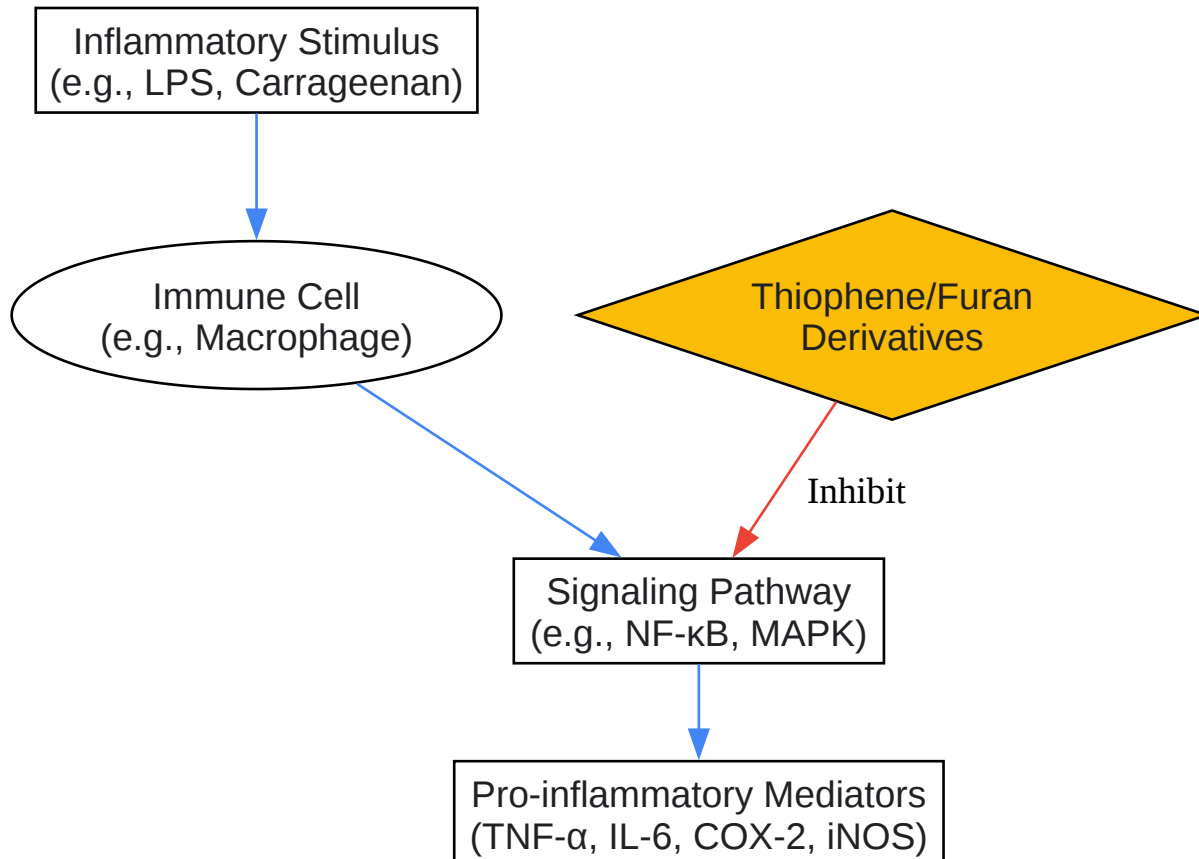 Inflammatory Stimulus
(e.g., LPS, Carrageenan)
Immune Cell
(e.g., Macrophage)
Thiophene/Furan
Derivatives
Inhibit
Signaling Pathway
(e.g., NF-κB, MAPK)
Pro-inflammatory Mediators
(TNF-α, IL-6, COX-2, iNOS)